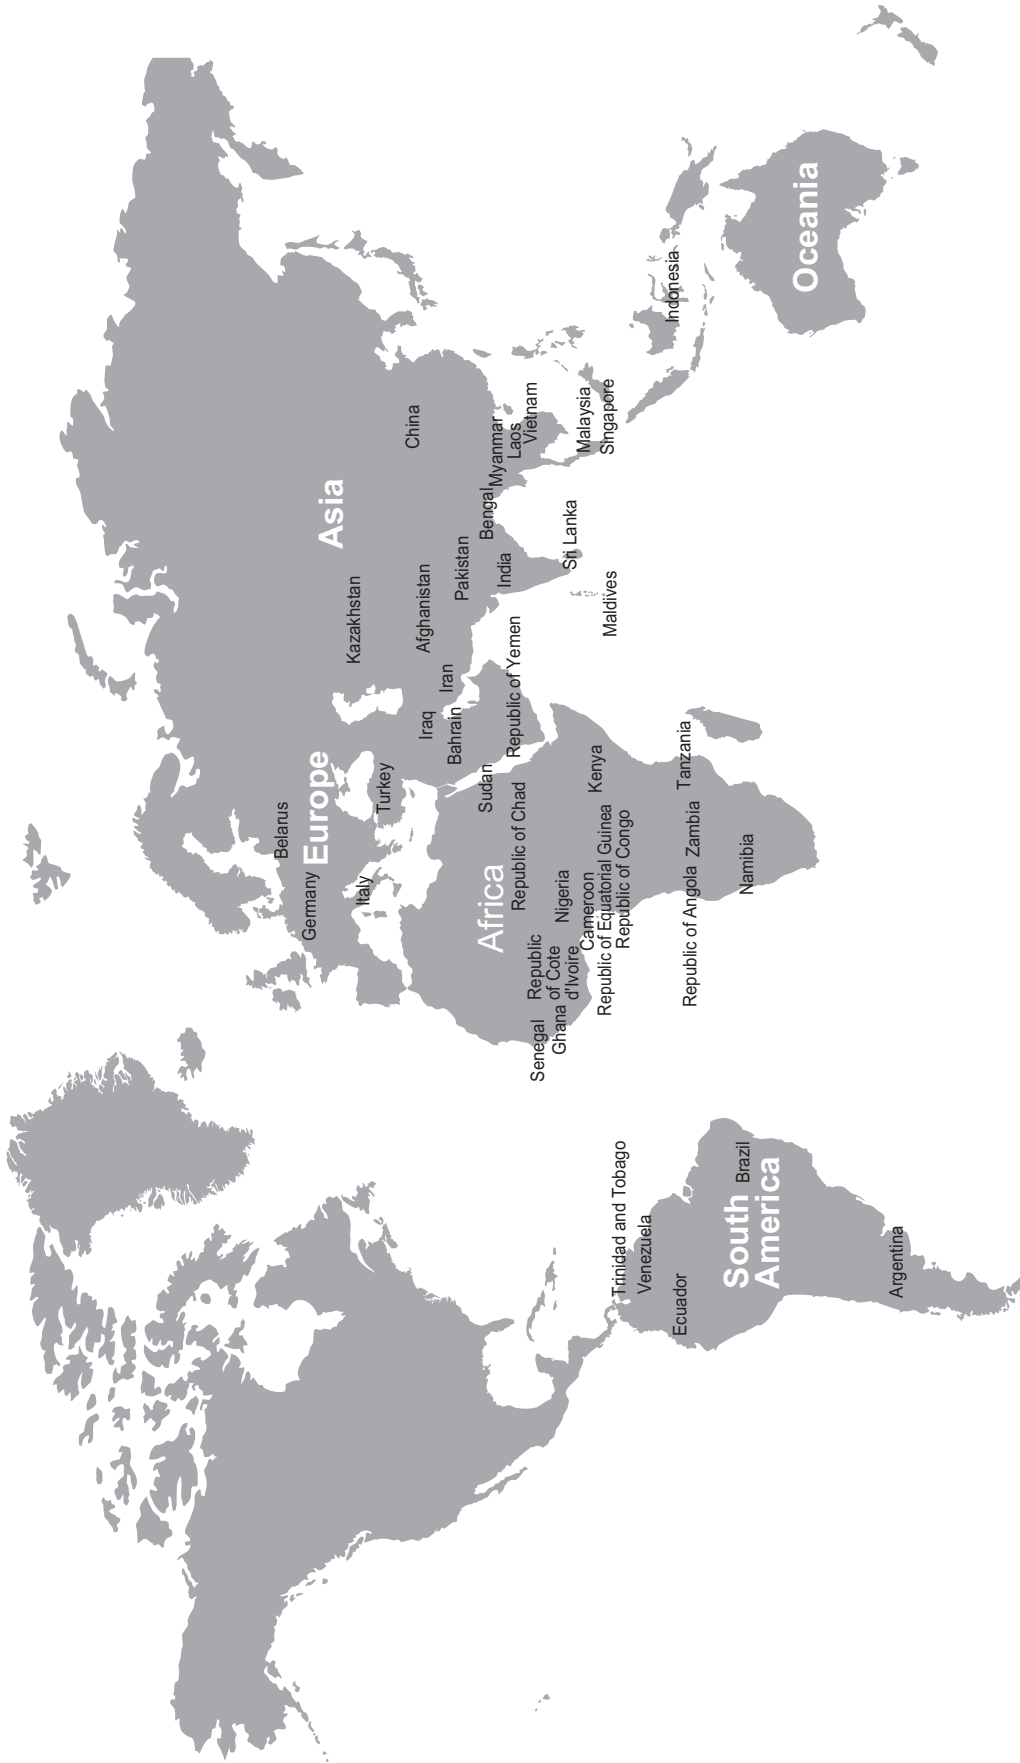 Belarus
Germany
Europe
Italy
Turkey
Kazakhstan
Asia
China
Iraq
Iran
Afghanistan
Bahrain
Pakistan
Bengal
Myanmar
India
Laos
Vietnam
Republic of Yemen
Sri Lanka
Malaysia
Singapore
Maldives
Indonesia
Oceania
Africa
Sudan
Republic of Chad
Senegal
Ghana
Republic
of Cote
d'Ivoire
Nigeria
Cameroon
Kenya
Republic of Equatorial Guinea
Republic of Congo
Tanzania
Republic of Angola
Zambia
Namibia
Trinidad and Tobago
Venezuela
Ecuador
South
America
Brazil
Argentina